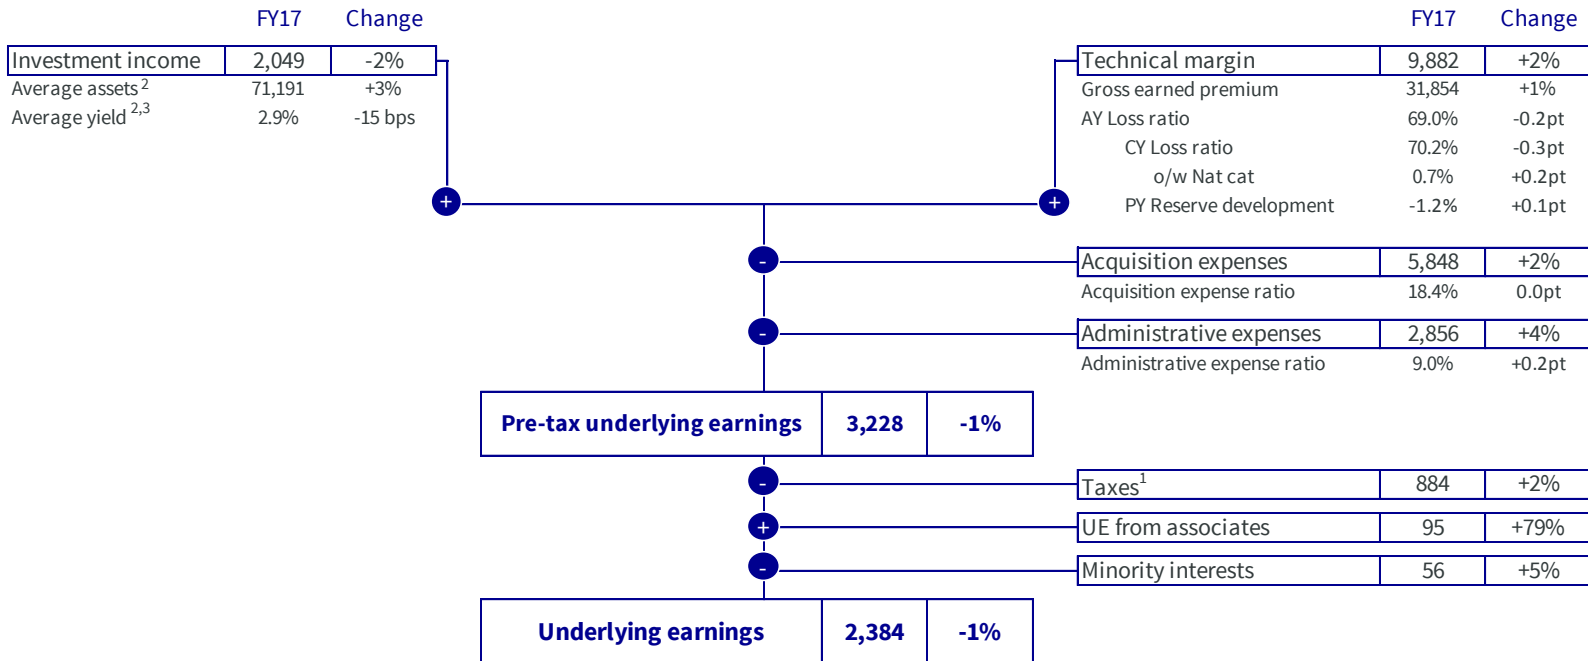 FY17 Change
Investment income 2,049 -2%
Average assets 2 71,191 +3%
Average yield 2,3 2.9% -15 bps
FY17 Change
Technical margin 9,882 +2%
Gross earned premium 31,854 +1%
AY Loss ratio 69.0% -0.2pt
CY Loss ratio 70.2% -0.3pt
o/w Nat cat 0.7% +0.2pt
PY Reserve development -1.2% +0.1pt
+
+
-
Acquisition expenses 5,848 +2%
Acquisition expense ratio 18.4% 0.0pt
-
Administrative expenses 2,856 +4%
Administrative expense ratio 9.0% +0.2pt
Pre-tax underlying earnings 3,228 -1%
-
Taxes1 884 +2%
+
UE from associates 95 +79%
-
Minority interests 56 +5%
Underlying earnings 2,384 -1%